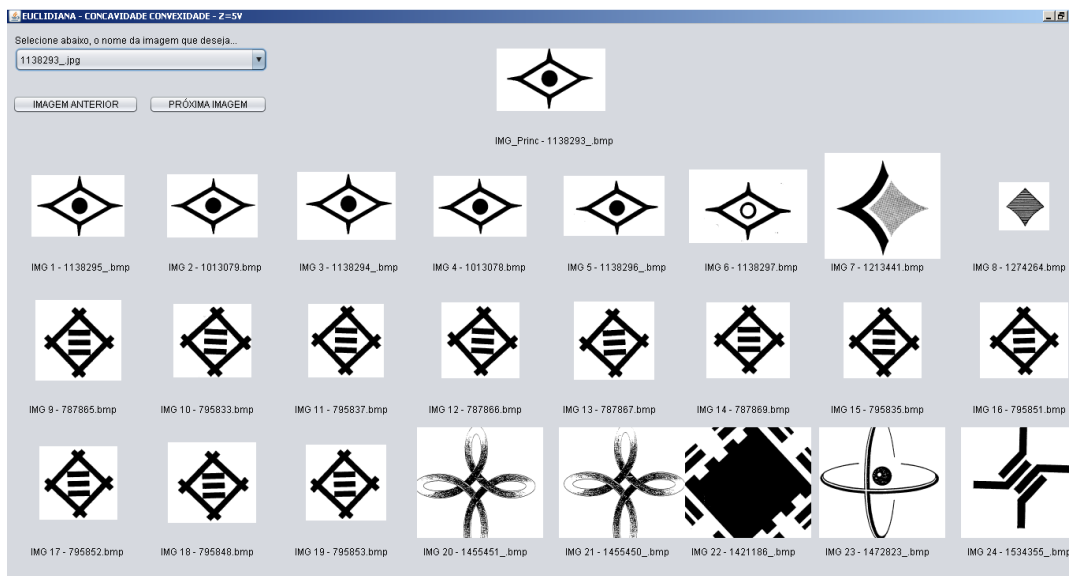 EUCLIDIANA - CONCAVIDADE CONVEXIDADE - Z=5V
Selecione abaixo, o nome da imagem que deseja...
1138293_.jpg
IMAGEM ANTERIOR PRÓXIMA IMAGEM
IMG_Princ - 1138293_.bmp
IMG 1 - 1138295_.bmp IMG 2 - 1013079.bmp IMG 3 - 1138294_.bmp IMG 4 - 1013078.bmp IMG 5 - 1138296_.bmp IMG 6 - 1138297.bmp IMG 7 - 1213441.bmp IMG 8 - 1274264.bmp
IMG 9 - 787865.bmp IMG 10 - 795833.bmp IMG 11 - 795837.bmp IMG 12 - 787866.bmp IMG 13 - 787867.bmp IMG 14 - 787869.bmp IMG 15 - 795835.bmp IMG 16 - 795851.bmp
IMG 17 - 795852.bmp IMG 18 - 795848.bmp IMG 19 - 795853.bmp IMG 20 - 1455451_.bmp IMG 21 - 1455450_.bmp IMG 22 - 1421186_.bmp IMG 23 - 1472823_.bmp IMG 24 - 1534355_.bmp